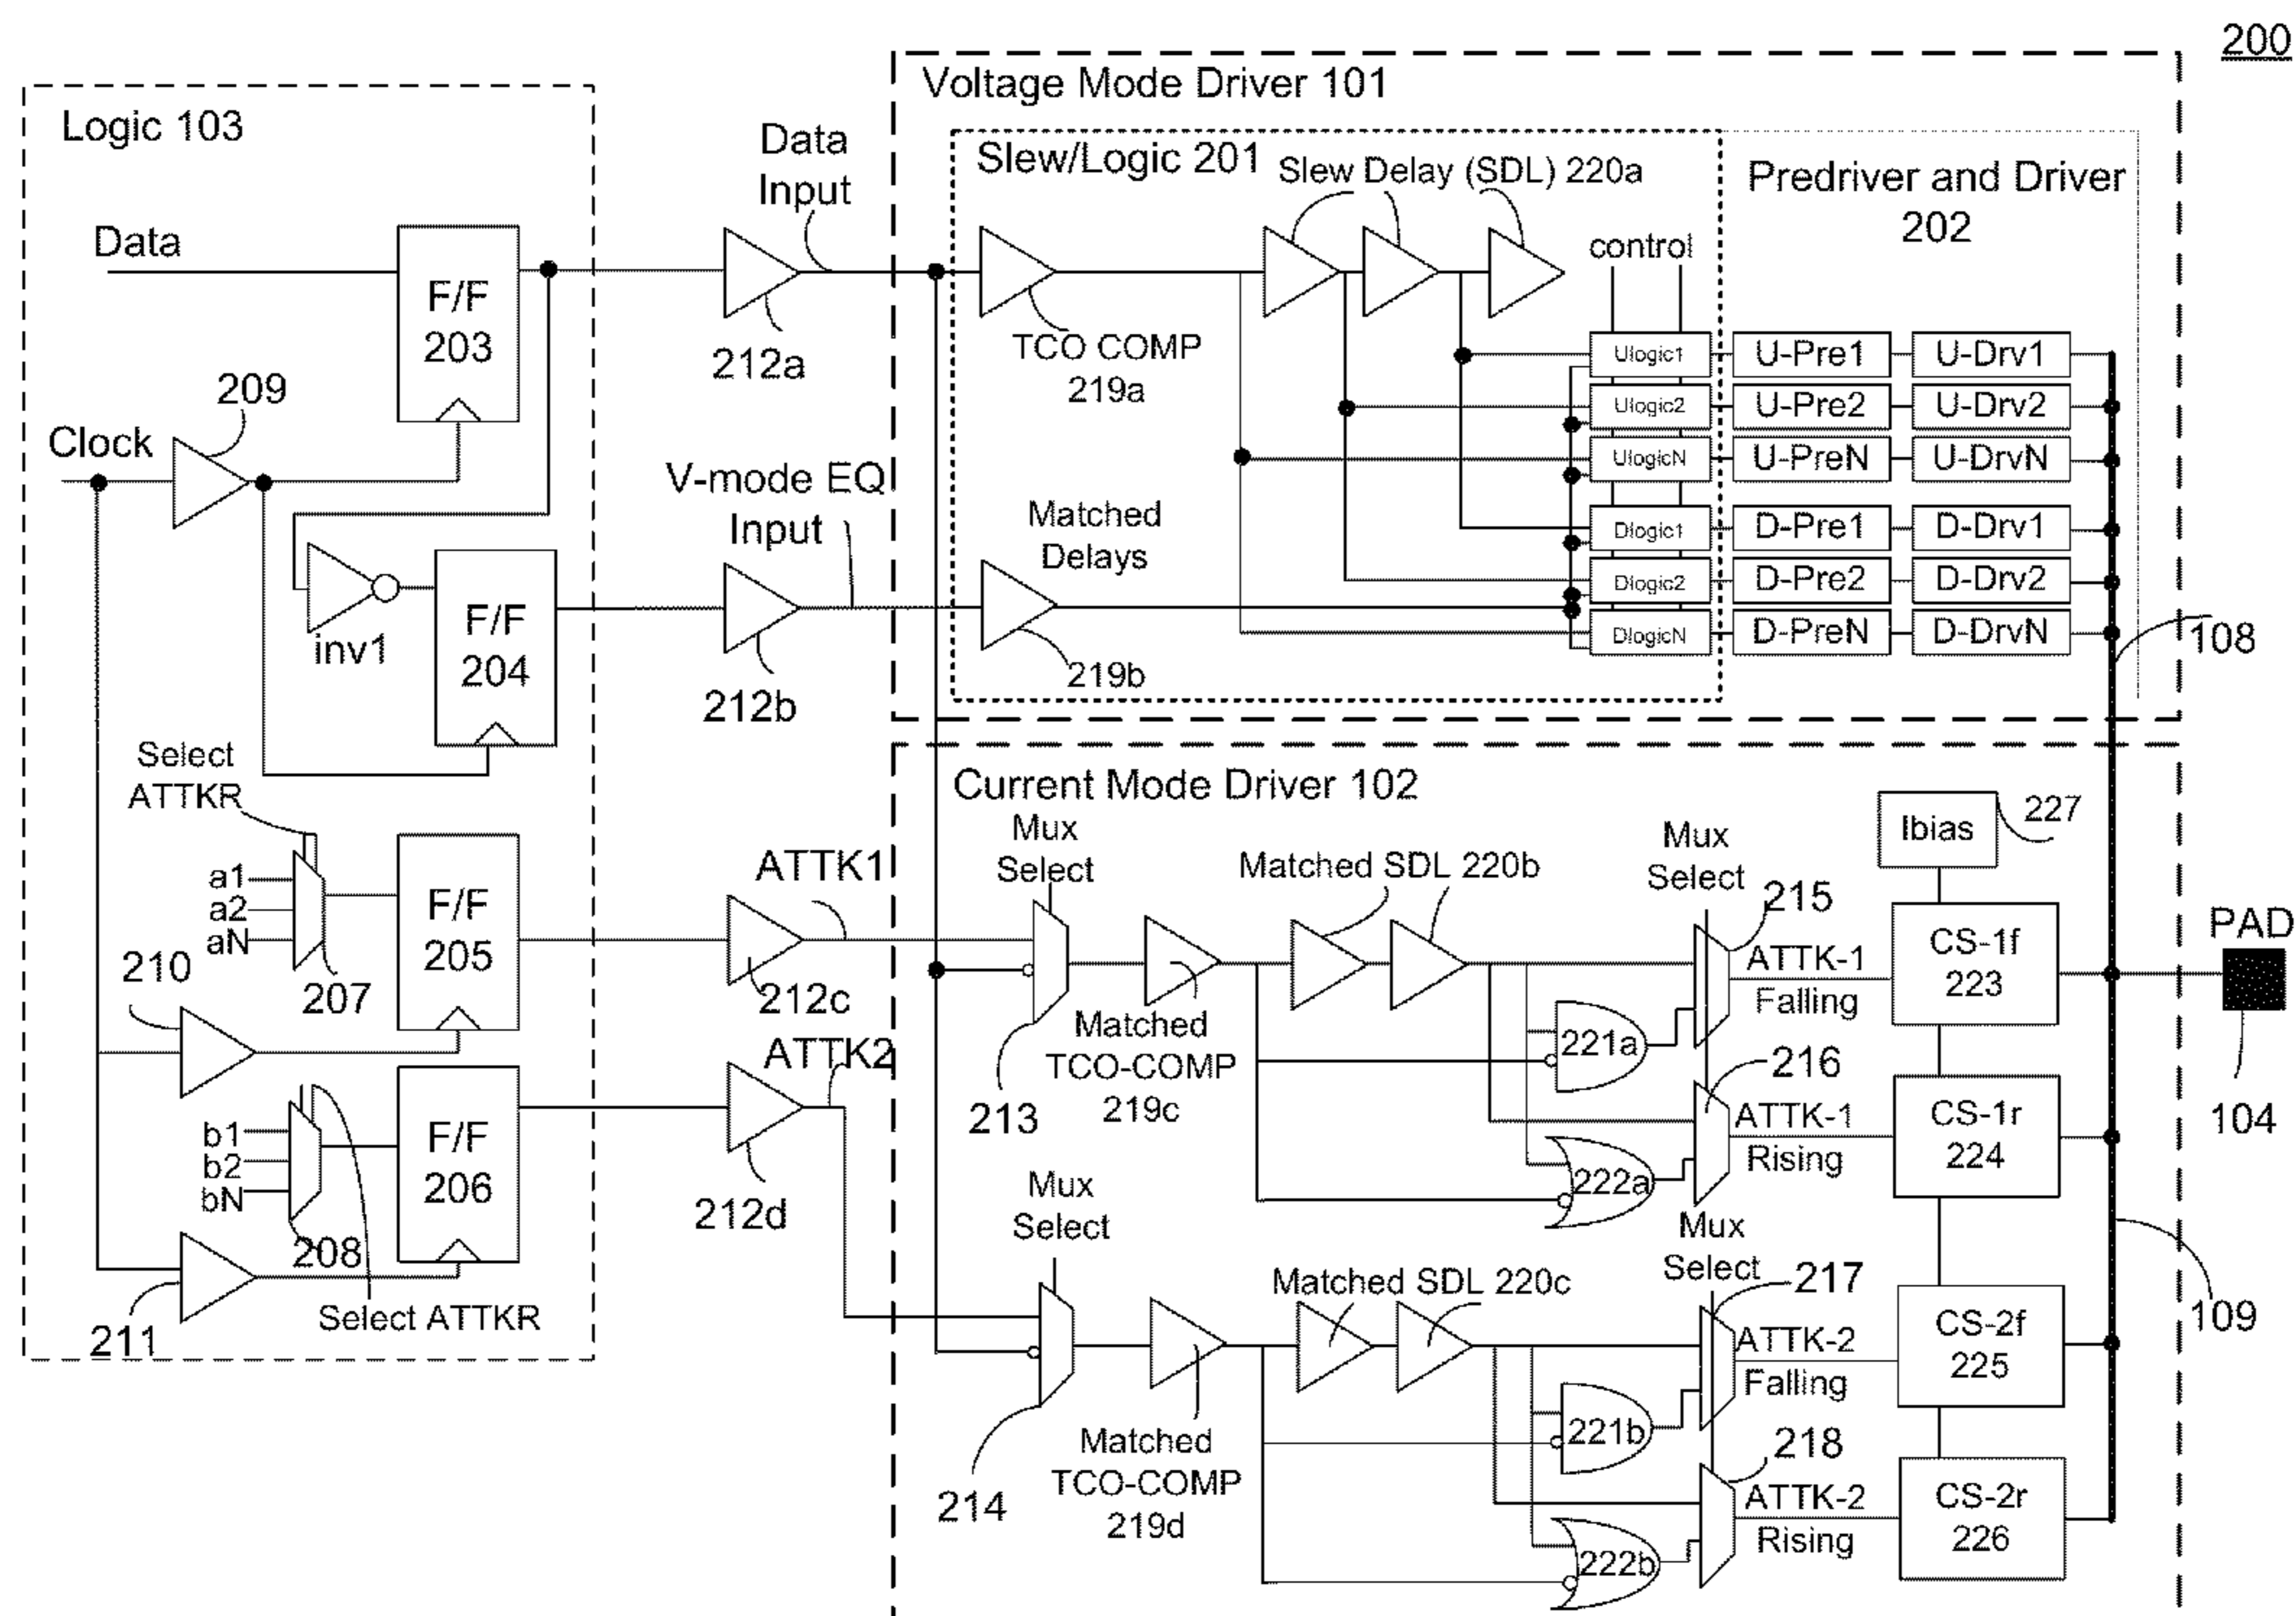 200
Voltage Mode Driver 101
Logic 103
Data
Input
Slew/Logic 201
Slew Delay (SDL) 220a
Predriver and Driver
202
Data
F/F
203
control
212a
TCO COMP
219a
Ulogic1
U-Pre1
U-Drv1
209
Ulogic2
U-Pre2
U-Drv2
Clock
UlogicN
U-PreN
U-DrvN
V-mode EQ
Input
Matched
Delays
Dlogic1
D-Pre1
D-Drv1
Dlogic2
D-Pre2
D-Drv2
DlogicN
D-PreN
D-DrvN
inv1
F/F
204
108
219b
212b
Select
ATTKR
Current Mode Driver 102
Mux
Select
Matched SDL 220b
Mux
Select
Ibias
227
a1
a2
aN
F/F
205
ATTK1
215
PAD
210
207
212c
ATTK-1
Falling
CS-1f
223
Matched
TCO-COMP
219c
221a
ATTK2
216
213
104
b1
b2
bN
F/F
206
ATTK-1
Rising
CS-1r
224
222a
208
212d
Mux
Select
Mux
Select
211
Select ATTKR
Matched SDL 220c
217
109
ATTK-2
Falling
CS-2f
225
221b
Matched
TCO-COMP
219d
214
218
ATTK-2
Rising
CS-2r
226
222b